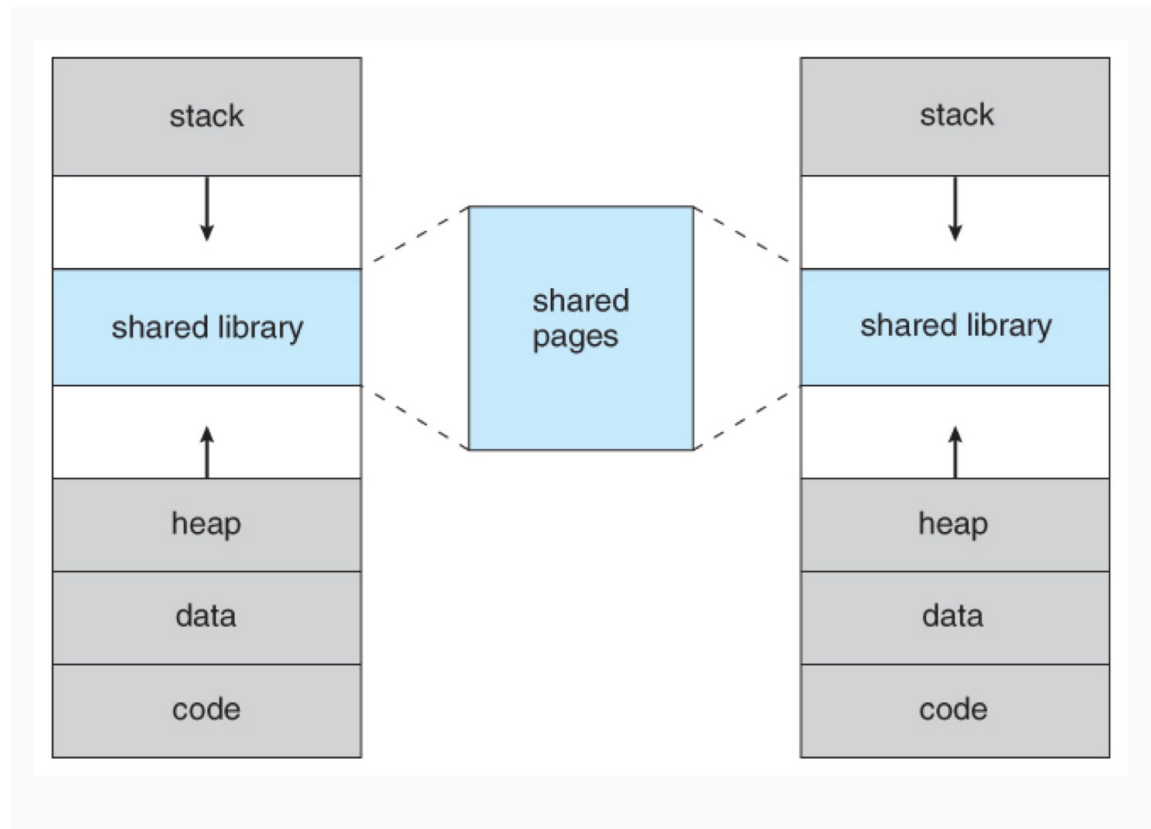 stack
shared library
heap
data
code
shared
pages
stack
shared library
heap
data
code